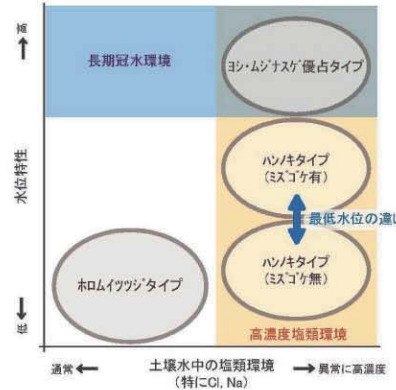 高
長期冠水環境
ヨシ・ムジナスゲ優占タイプ
水位特性
ハンノキタイプ
(ミズゴケ有)
最低水位の違い
ハンノキタイプ
(ミズゴケ無)
ホロムイツツジタイプ
高濃度塩類環境
低
通常
土壌水中の塩類環境
(特にCl, Na)
異常に高濃度